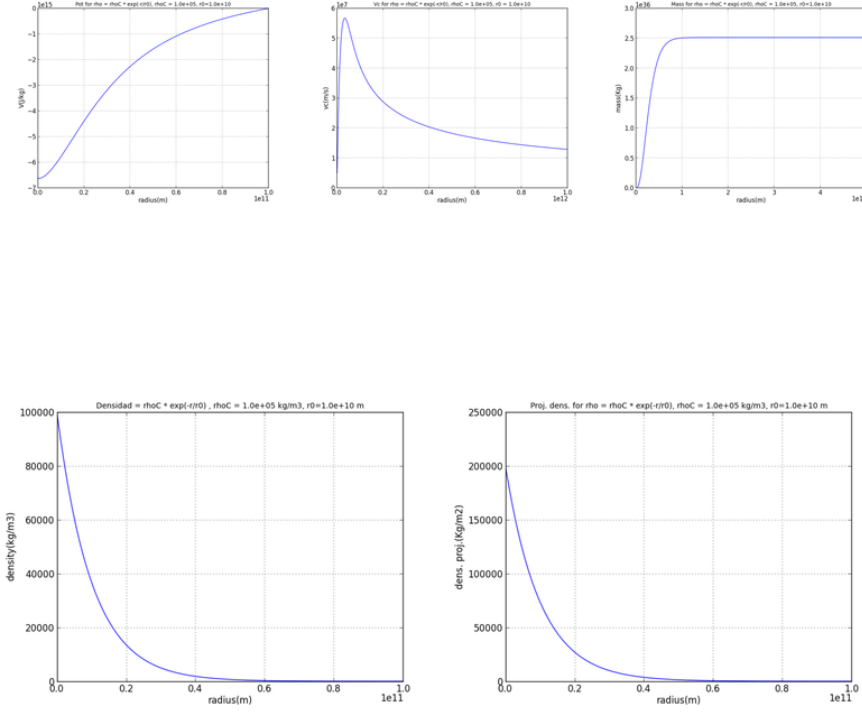 Pot for rho = rhoC * exp(-r/r0), rhoC = 1.0e+05, r0=1.0e+10
1e15
0
−1
−2
−3
−4
−5
−6
−7
V(J/kg)
0.0 0.2 0.4 0.6 0.8 1.0
radius(m)
1e11
Vc for rho = rhoC * exp(-r/r0), rhoC = 1.0e+05, r0 = 1.0e+10
1e7
6
5
4
3
2
1
0
vc(m/s)
0.0 0.2 0.4 0.6 0.8 1.0
radius(m)
1e12
Mass for rho = rhoC * exp(-r/r0), rhoC = 1.0e+05, r0=1.0e+10
1e36
3.0
2.5
2.0
1.5
1.0
0.5
0.0
mass(Kg)
0 1 2 3 4
radius(m)
Densidad = rhoC * exp(-r/r0) , rhoC = 1.0e+05 kg/m3, r0=1.0e+10 m
100000
80000
60000
40000
20000
0
density(kg/m3)
0.0 0.2 0.4 0.6 0.8 1.0
radius(m)
1e11
Proj. dens. for rho = rhoC * exp(-r/r0), rhoC = 1.0e+05 kg/m3, r0=1.0e+10 m
250000
200000
150000
100000
50000
0
dens. proj.(Kg/m2)
0.0 0.2 0.4 0.6 0.8 1.0
radius(m)
1e11